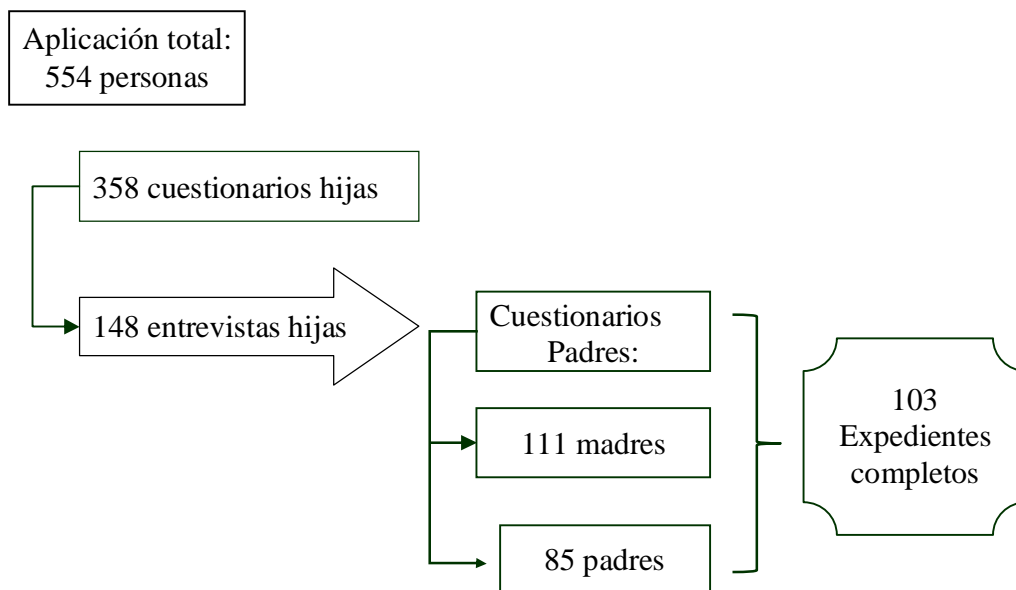 Aplicación total:
554 personas
358 cuestionarios hijas
148 entrevistas hijas
Cuestionarios
Padres:
111 madres
85 padres
103
Expedientes
completos